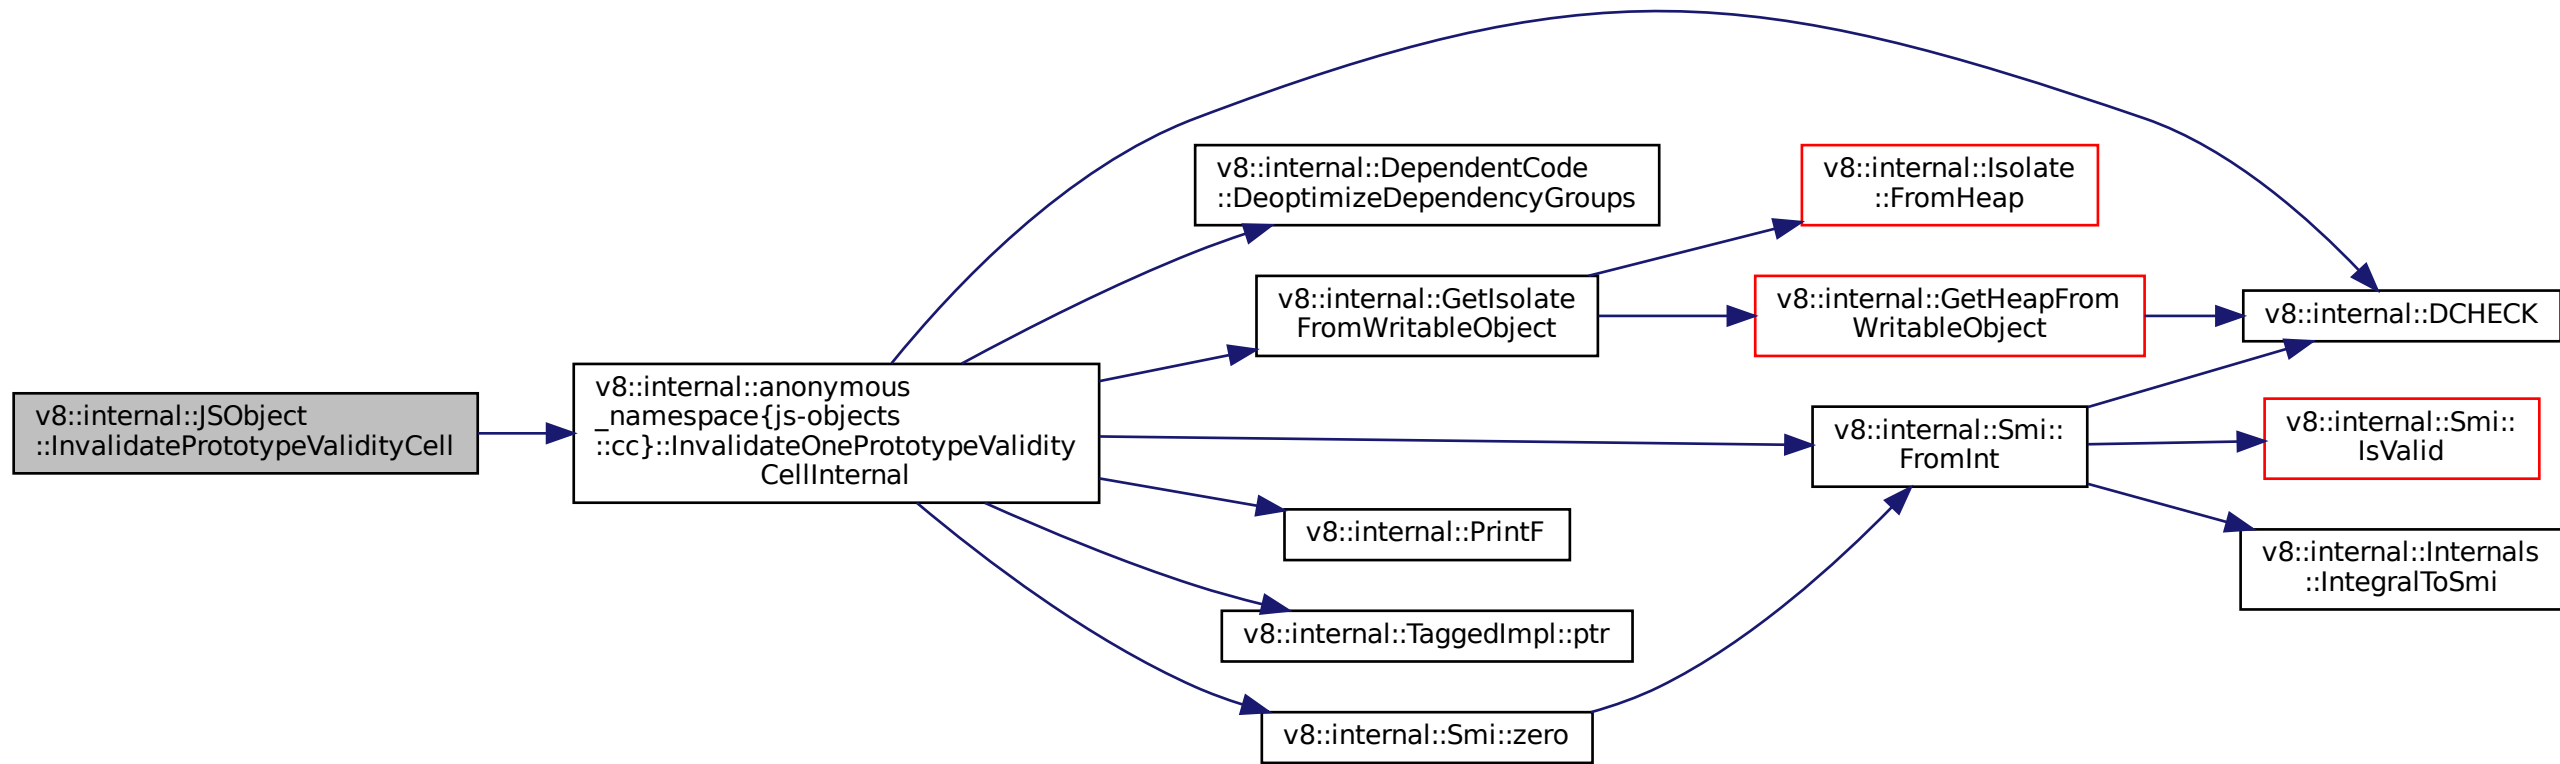 v8::internal::JSObject
::InvalidatePrototypeValidityCell
v8::internal::anonymous
_namespace{js-objects
::cc}::InvalidateOnePrototypeValidity
CellInternal
v8::internal::DependentCode
::DeoptimizeDependencyGroups
v8::internal::GetIsolate
FromWritableObject
v8::internal::PrintF
v8::internal::TaggedImpl::ptr
v8::internal::Smi::zero
v8::internal::Isolate
::FromHeap
v8::internal::GetHeapFrom
WritableObject
v8::internal::Smi::
FromInt
v8::internal::DCHECK
v8::internal::Smi::
IsValid
v8::internal::Internals
::IntegralToSmi